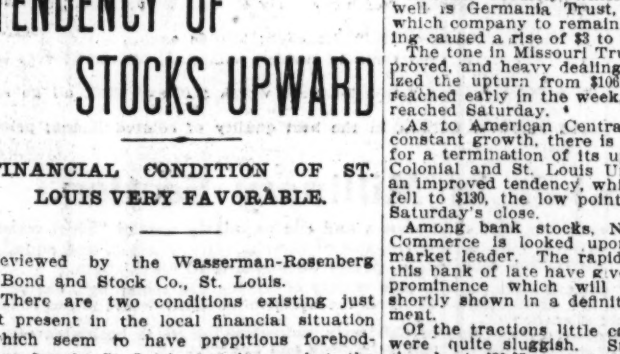 TENDENCY OF
STOCKS UPWARD
FINANCIAL CONDITION OF ST.
LOUIS VERY FAVORABLE.
eviewed by the Wasserman-Rosenberg
Bond and Stock Co., St. Louis.
There are two conditions existing just
t present in the local financial situation
which seem to have propitious forebod-
well is Germania Trust,
which company to remain
ing caused a rise of $3 to
The tone in Missouri Tru
proved, and heavy dealing
ized the upturn from $106
reached early in the week
reached Saturday.
As to American Centra
constant growth, there is
for a termination of its u
Colonial and St. Louis U
an improved tendency, whi
fell to $130, the low point
Saturday's close.
Among bank stocks, N
Commerce is looked upo
market leader. The rapid
this bank of late have giv
prominence which will
shortly shown in a definit
ment.
Of the tractions little c
were quite sluggish. S